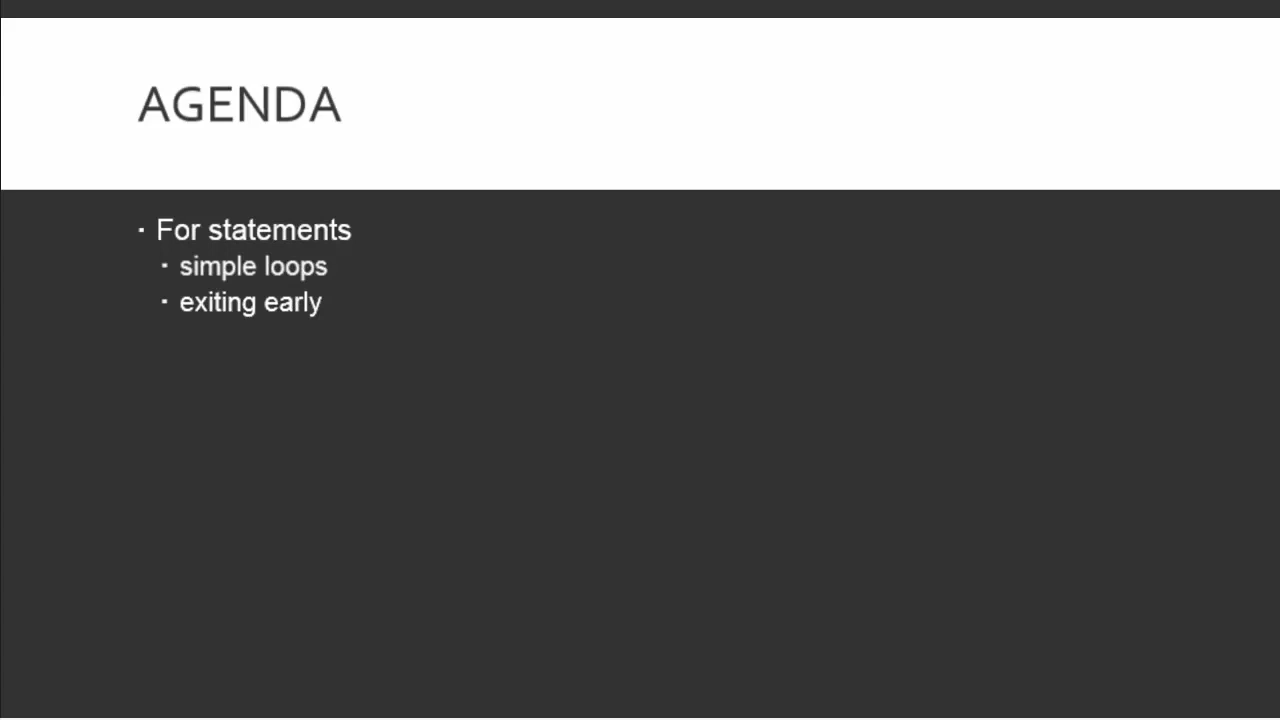 AGENDA
▪ For statements
▪ simple loops
▪ exiting early